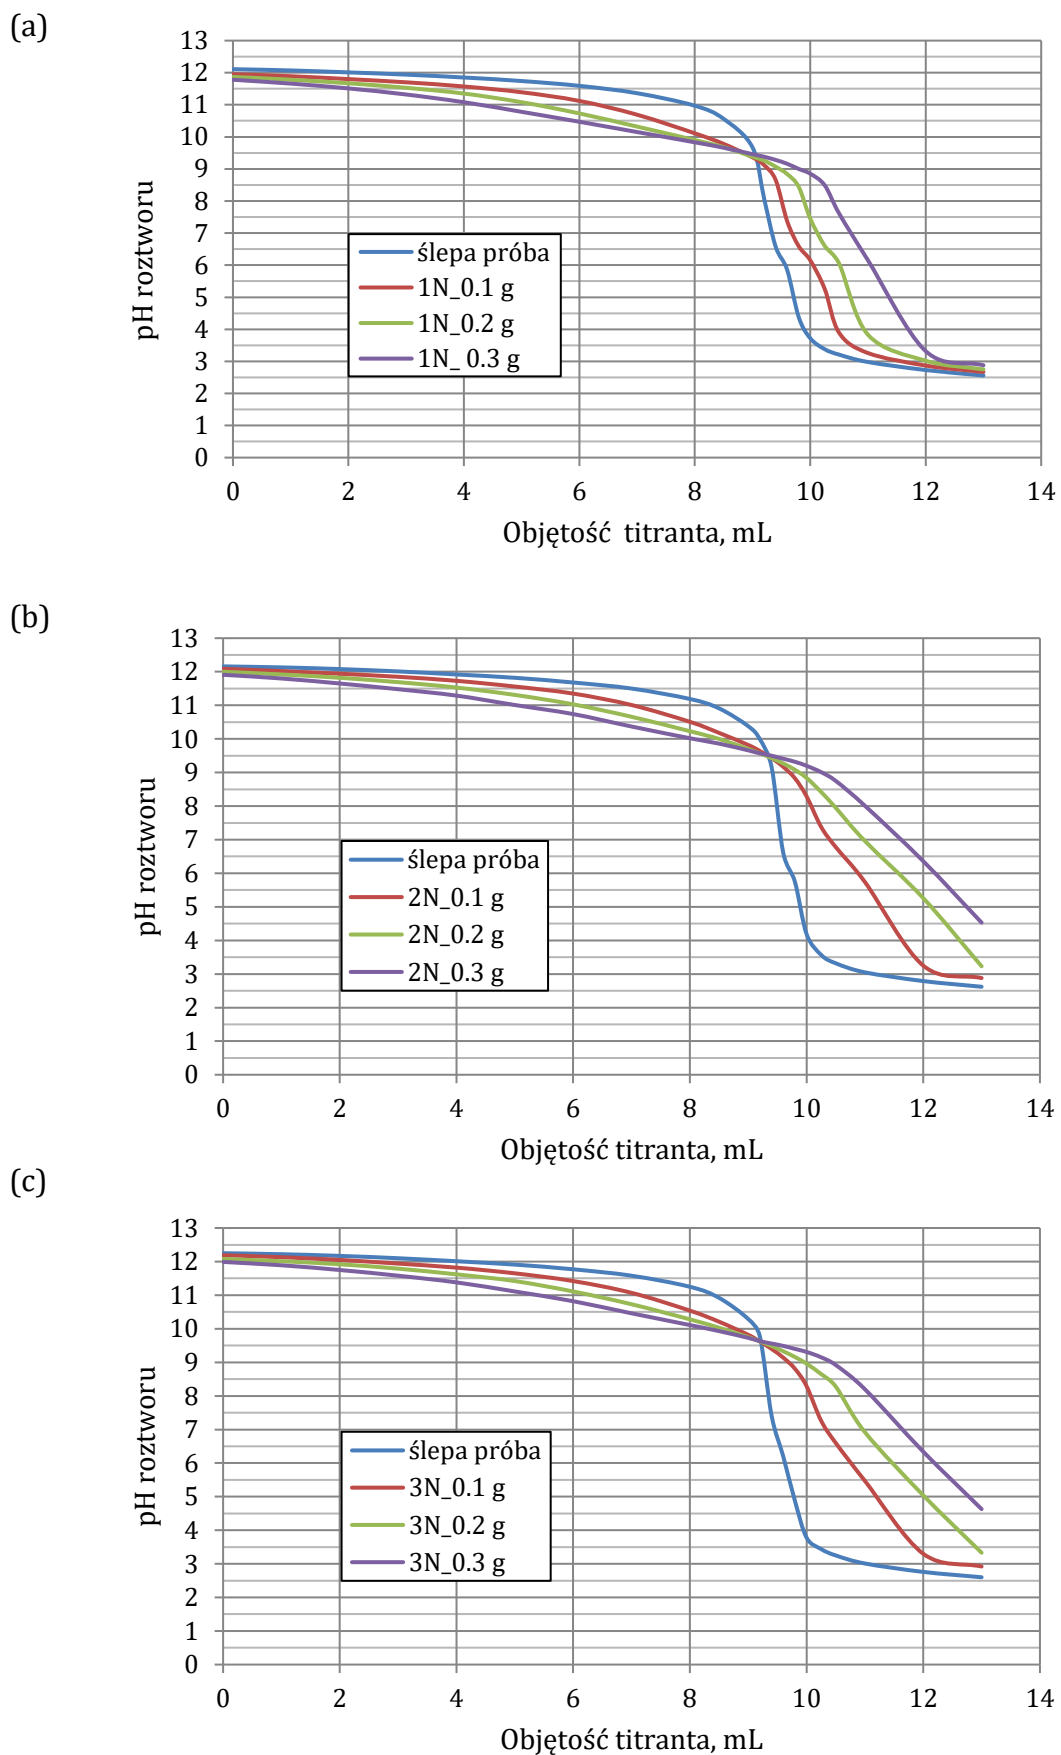 (a)
13
12
11
10
9
8
7
6
5
4
3
2
1
0
pH roztworu
ślepa próba
1N_0.1 g
1N_0.2 g
1N_ 0.3 g
0 2 4 6 8 10 12 14
Objętość titranta, mL
(b)
13
12
11
10
9
8
7
6
5
4
3
2
1
0
pH roztworu
ślepa próba
2N_0.1 g
2N_0.2 g
2N_0.3 g
0 2 4 6 8 10 12 14
Objętość titranta, mL
(c)
13
12
11
10
9
8
7
6
5
4
3
2
1
0
pH roztworu
ślepa próba
3N_0.1 g
3N_0.2 g
3N_0.3 g
0 2 4 6 8 10 12 14
Objętość titranta, mL